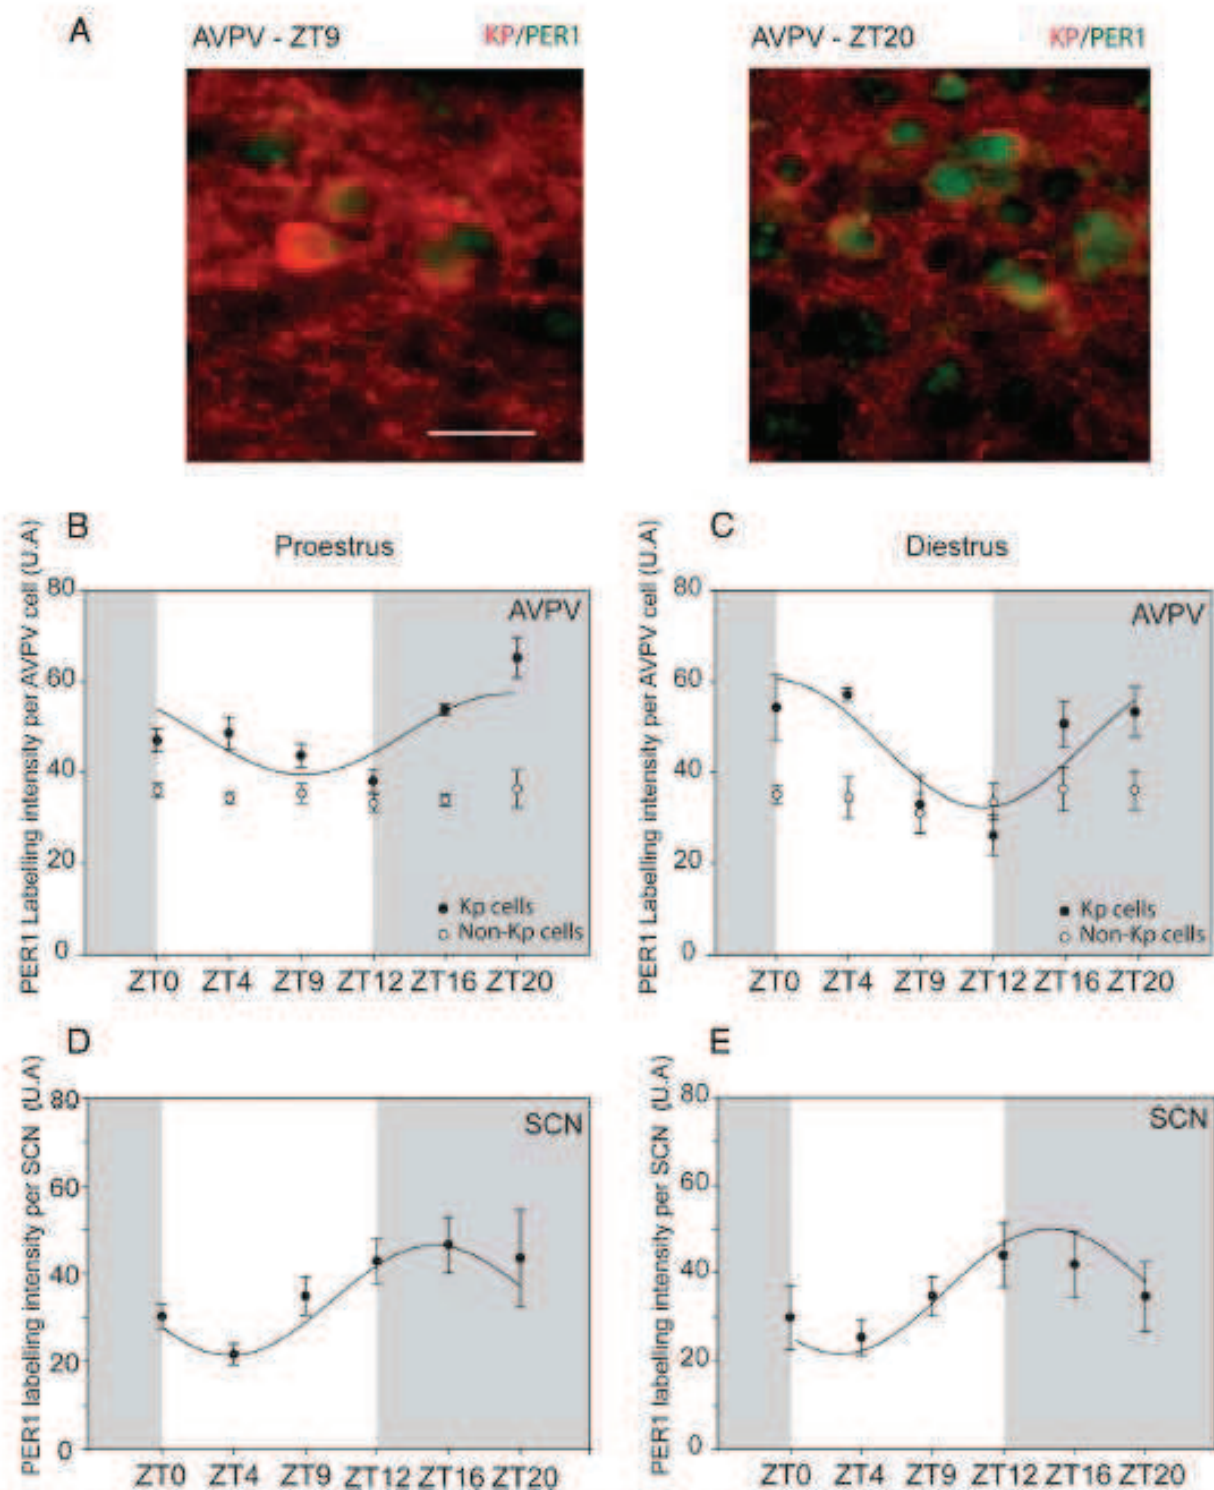 A
AVPV - ZT9 KP/PER1
AVPV - ZT20 KP/PER1
B
Proestrus
PER1 Labelling intensity per AVPV cell (U.A)
80
60
40
20
0
AVPV
Kp cells
Non-Kp cells
ZT0 ZT4 ZT9 ZT12 ZT16 ZT20
C
Diestrus
PER1 Labelling intensity per AVPV cell (U.A)
80
60
40
20
0
AVPV
Kp cells
Non-Kp cells
ZT0 ZT4 ZT9 ZT12 ZT16 ZT20
D
PER1 labelling intensity per SCN (U.A)
80
60
40
20
0
SCN
ZT0 ZT4 ZT9 ZT12 ZT16 ZT20
E
PER1 labelling intensity per SCN (U.A)
80
60
40
20
0
SCN
ZT0 ZT4 ZT9 ZT12 ZT16 ZT20